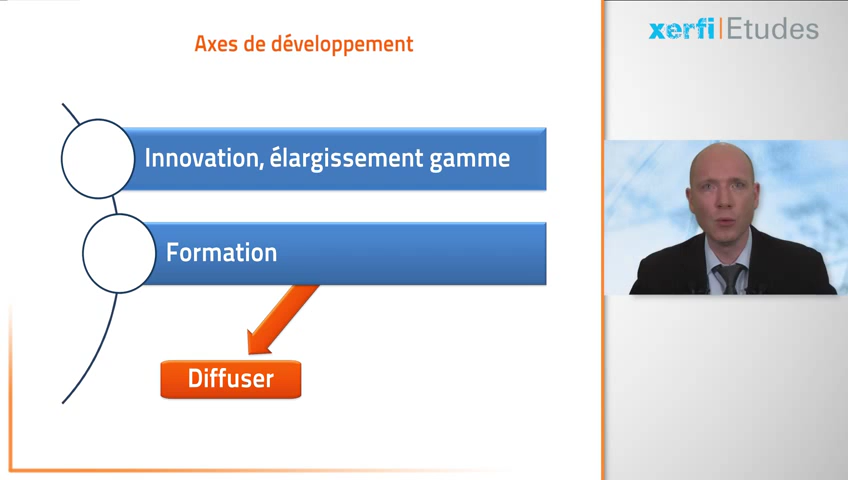 Axes de développement
xerfi|Etudes
Innovation, élargissement gamme
Formation
Diffuser